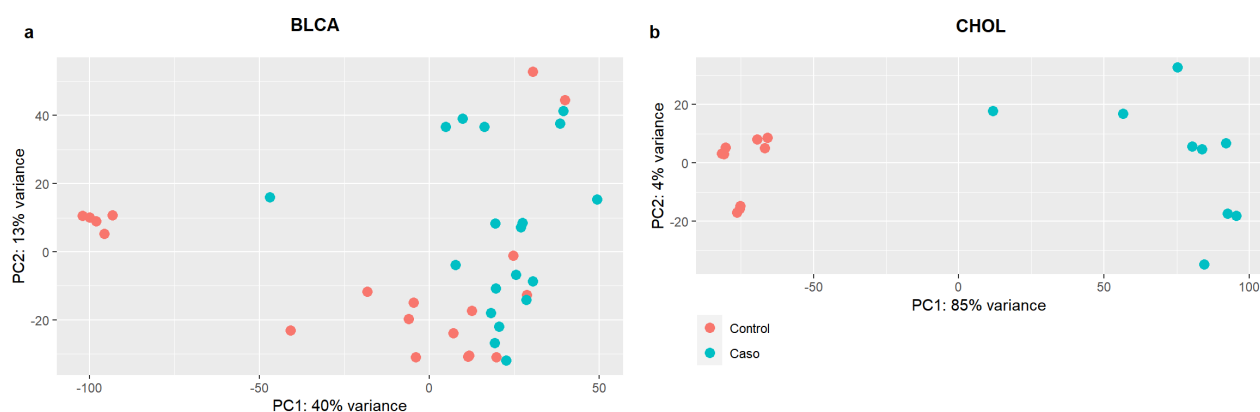 a
BLCA
PC2: 13% variance
40
20
0
-20
-100
-50
0
50
PC1: 40% variance
b
CHOL
PC2: 4% variance
20
0
-20
-50
0
50
100
PC1: 85% variance
Control
Caso